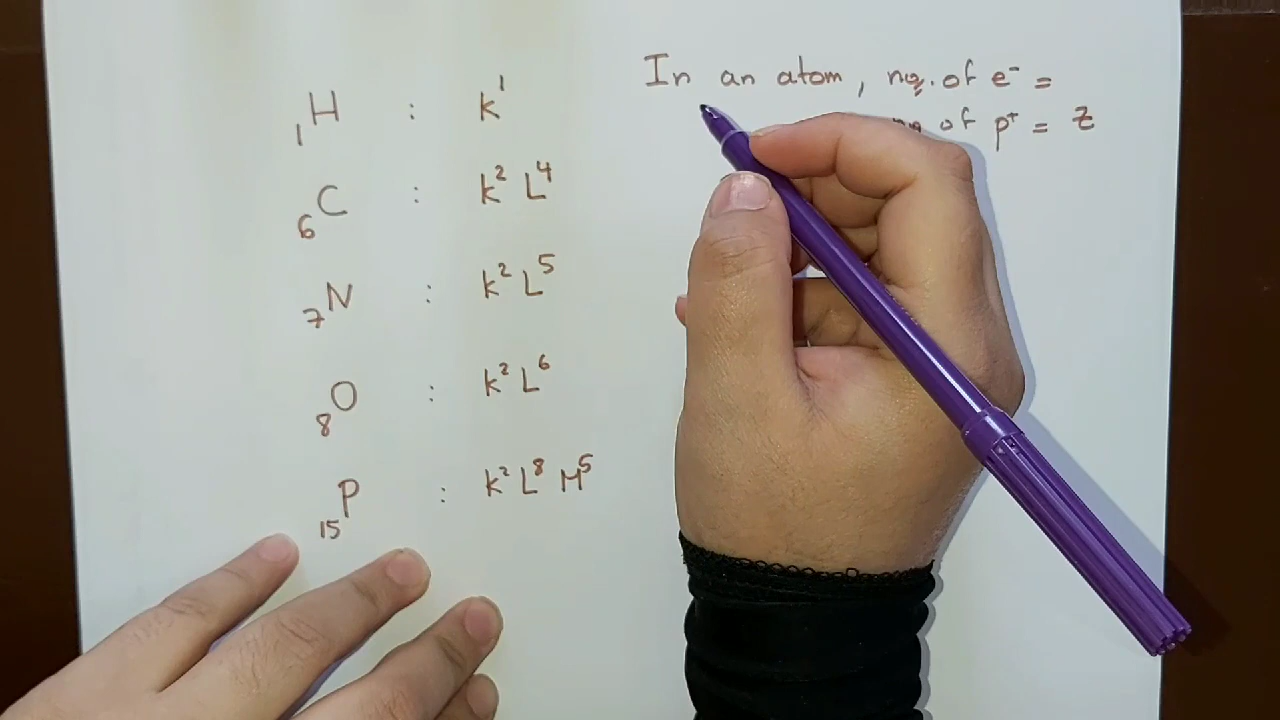 ₁H : K¹
₆C : K² L⁴
₇N : K² L⁵
₈O : K² L⁶
₁₅P : K² L⁸ M⁵
In an atom, no. of e⁻ =
no of p⁺ = Z